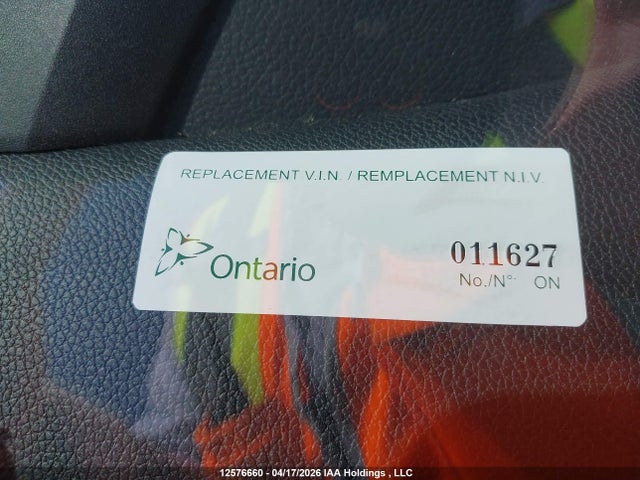 REPLACEMENT V.I.N. / REMPLACEMENT N.I.V.
Ontario
011627
No./N°· ON
12576660 - 04/17/2026 IAA Holdings , LLC